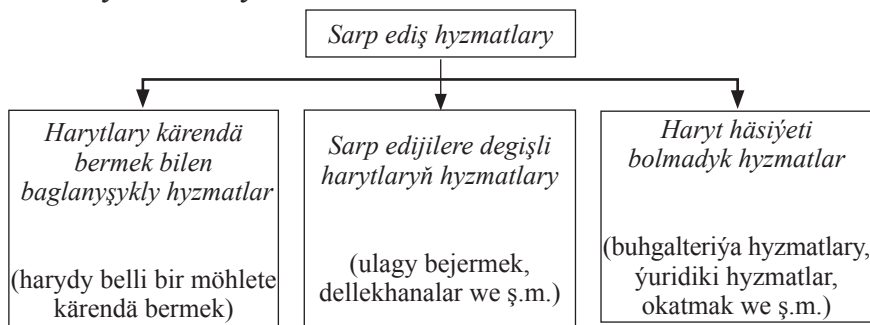 Sarp ediş hyzmatlary
Harytlary kärendä
bermek bilen
baglanyşykly hyzmatlar
(harydy belli bir möhlete
kärendä bermek)
Sarp edijilere degişli
harytlaryň hyzmatlary
(ulagy bejermek,
dellekhanalar we ş.m.)
Haryt häsiýeti
bolmadyk hyzmatlar
(buhgalteriýa hyzmatlary,
ýuridiki hyzmatlar,
okatmak we ş.m.)